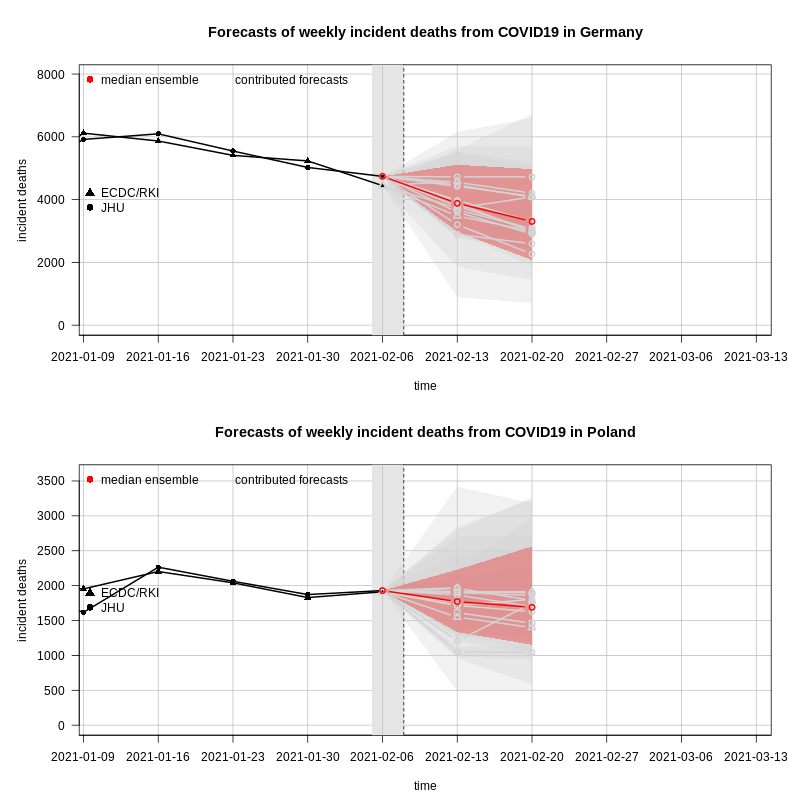 Forecasts of weekly incident deaths from COVID19 in Germany
8000
6000
4000
2000
0
incident deaths
median ensemble
contributed forecasts
ECDC/RKI
JHU
2021-01-09 2021-01-16 2021-01-23 2021-01-30 2021-02-06 2021-02-13 2021-02-20 2021-02-27 2021-03-06 2021-03-13
time
Forecasts of weekly incident deaths from COVID19 in Poland
3500
3000
2500
2000
1500
1000
500
0
incident deaths
median ensemble
contributed forecasts
ECDC/RKI
JHU
2021-01-09 2021-01-16 2021-01-23 2021-01-30 2021-02-06 2021-02-13 2021-02-20 2021-02-27 2021-03-06 2021-03-13
time